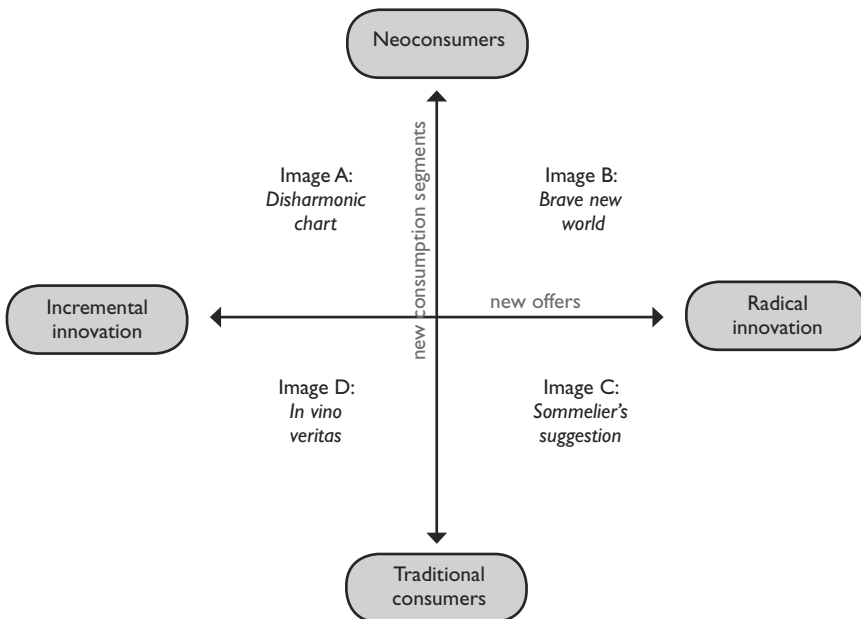 Neoconsumers
new consumption segments
Image A:
Disharmonic
chart
Image B:
Brave new
world
Incremental
innovation
new offers
Radical
innovation
Image D:
In vino
veritas
Image C:
Sommelier’s
suggestion
Traditional
consumers